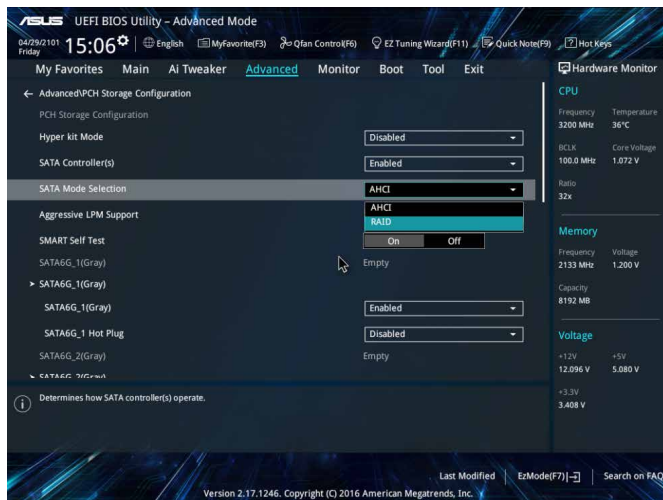 ASUS UEFI BIOS Utility – Advanced Mode
04/29/2101 Friday 15:06 English MyFavorite(F3) Qfan Control(F6) EZ Tuning Wizard(F11) Quick Note(F9) ? Hot Keys
My Favorites Main Ai Tweaker Advanced Monitor Boot Tool Exit
Hardware Monitor
← Advanced\PCH Storage Configuration
PCH Storage Configuration
Hyper kit Mode Disabled
SATA Controller(s) Enabled
SATA Mode Selection AHCI
AHCI
RAID
Aggressive LPM Support
SMART Self Test On Off
SATA6G_1(Gray) Empty
> SATA6G_1(Gray)
SATA6G_1(Gray) Enabled
SATA6G_1 Hot Plug Disabled
SATA6G_2(Gray) Empty
> SATA6G_2(Gray)
CPU
Frequency Temperature
3200 MHz 36°C
BCLK Core Voltage
100.0 MHz 1.072 V
Ratio
32x
Memory
Frequency Voltage
2133 MHz 1.200 V
Capacity
8192 MB
Voltage
+12V +5V
12.096 V 5.080 V
+3.3V
3.408 V
i Determines how SATA controller(s) operate.
Last Modified EzMode(F7) Search on FAQ
Version 2.17.1246. Copyright (C) 2016 American Megatrends, Inc.